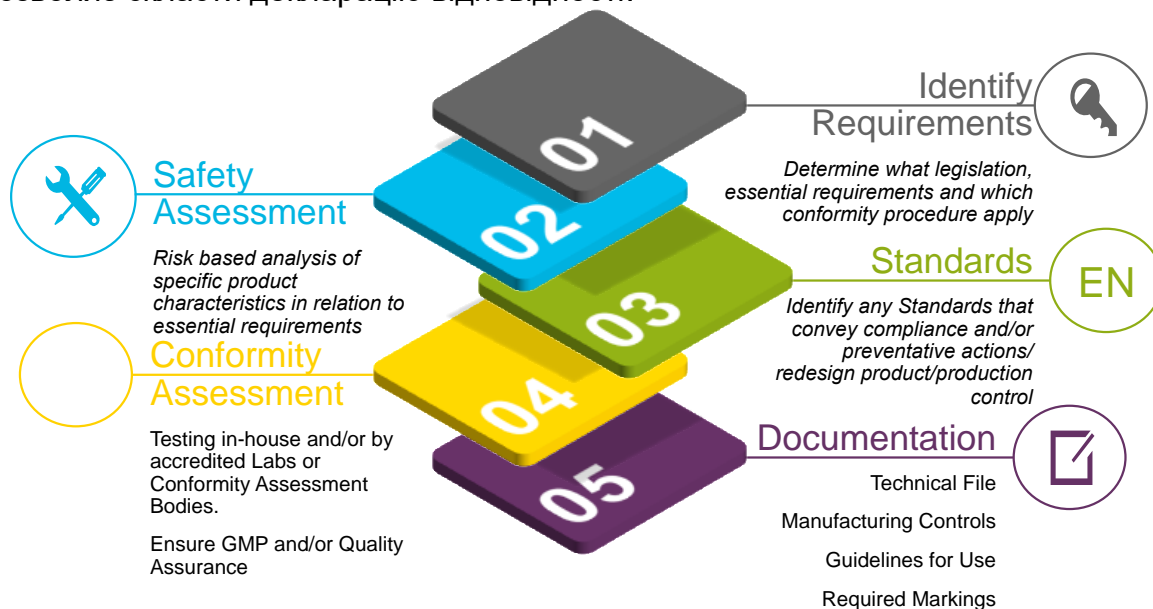 скласти декларацію відповідності.
01
Identify
Requirements
Determine what legislation,
essential requirements and which
conformity procedure apply
Safety
Assessment
Risk based analysis of
specific product
characteristics in relation to
essential requirements
02
03
Standards
EN
Identify any Standards that
convey compliance and/or
preventative actions/
redesign product/production
control
Conformity
Assessment
Testing in-house and/or by
accredited Labs or
Conformity Assessment
Bodies.
Ensure GMP and/or Quality
Assurance
04
05
Documentation
Technical File
Manufacturing Controls
Guidelines for Use
Required Markings